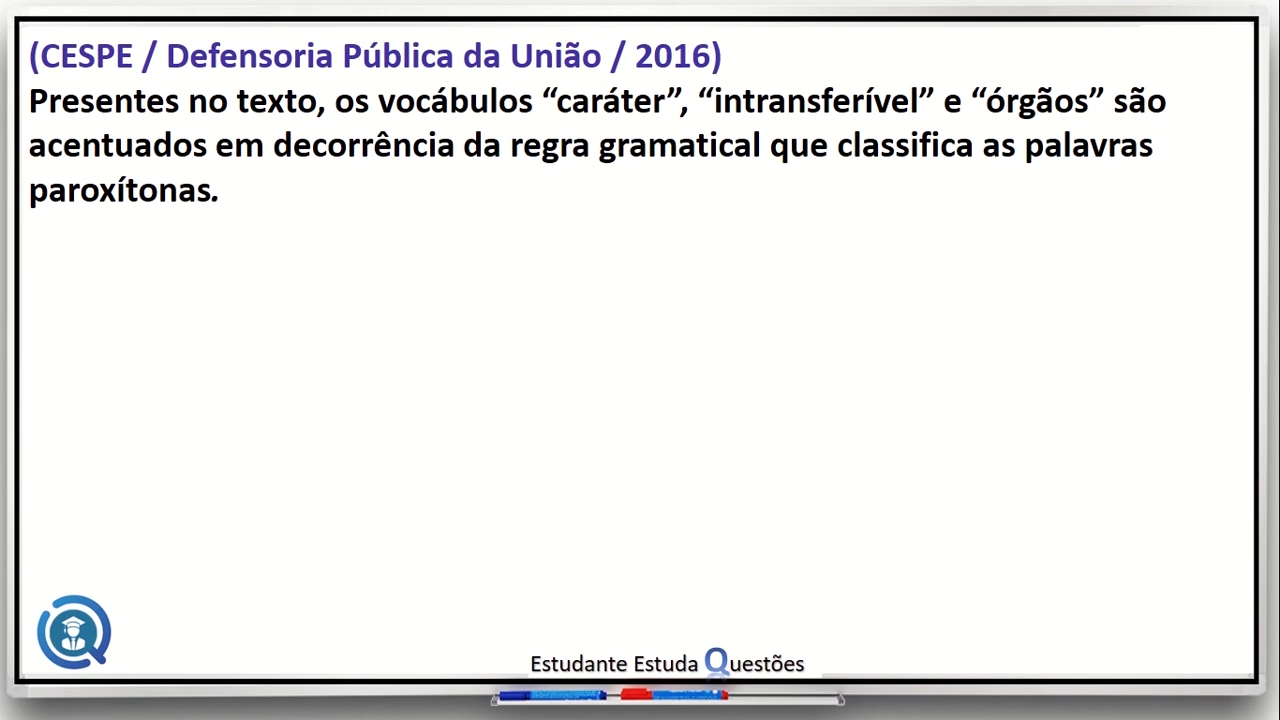 (CESPE / Defensoria Pública da União / 2016)
Presentes no texto, os vocábulos “caráter”, “intransferível” e “órgãos” são
acentuados em decorrência da regra gramatical que classifica as palavras
paroxítonas.
Estudante Estuda Questões